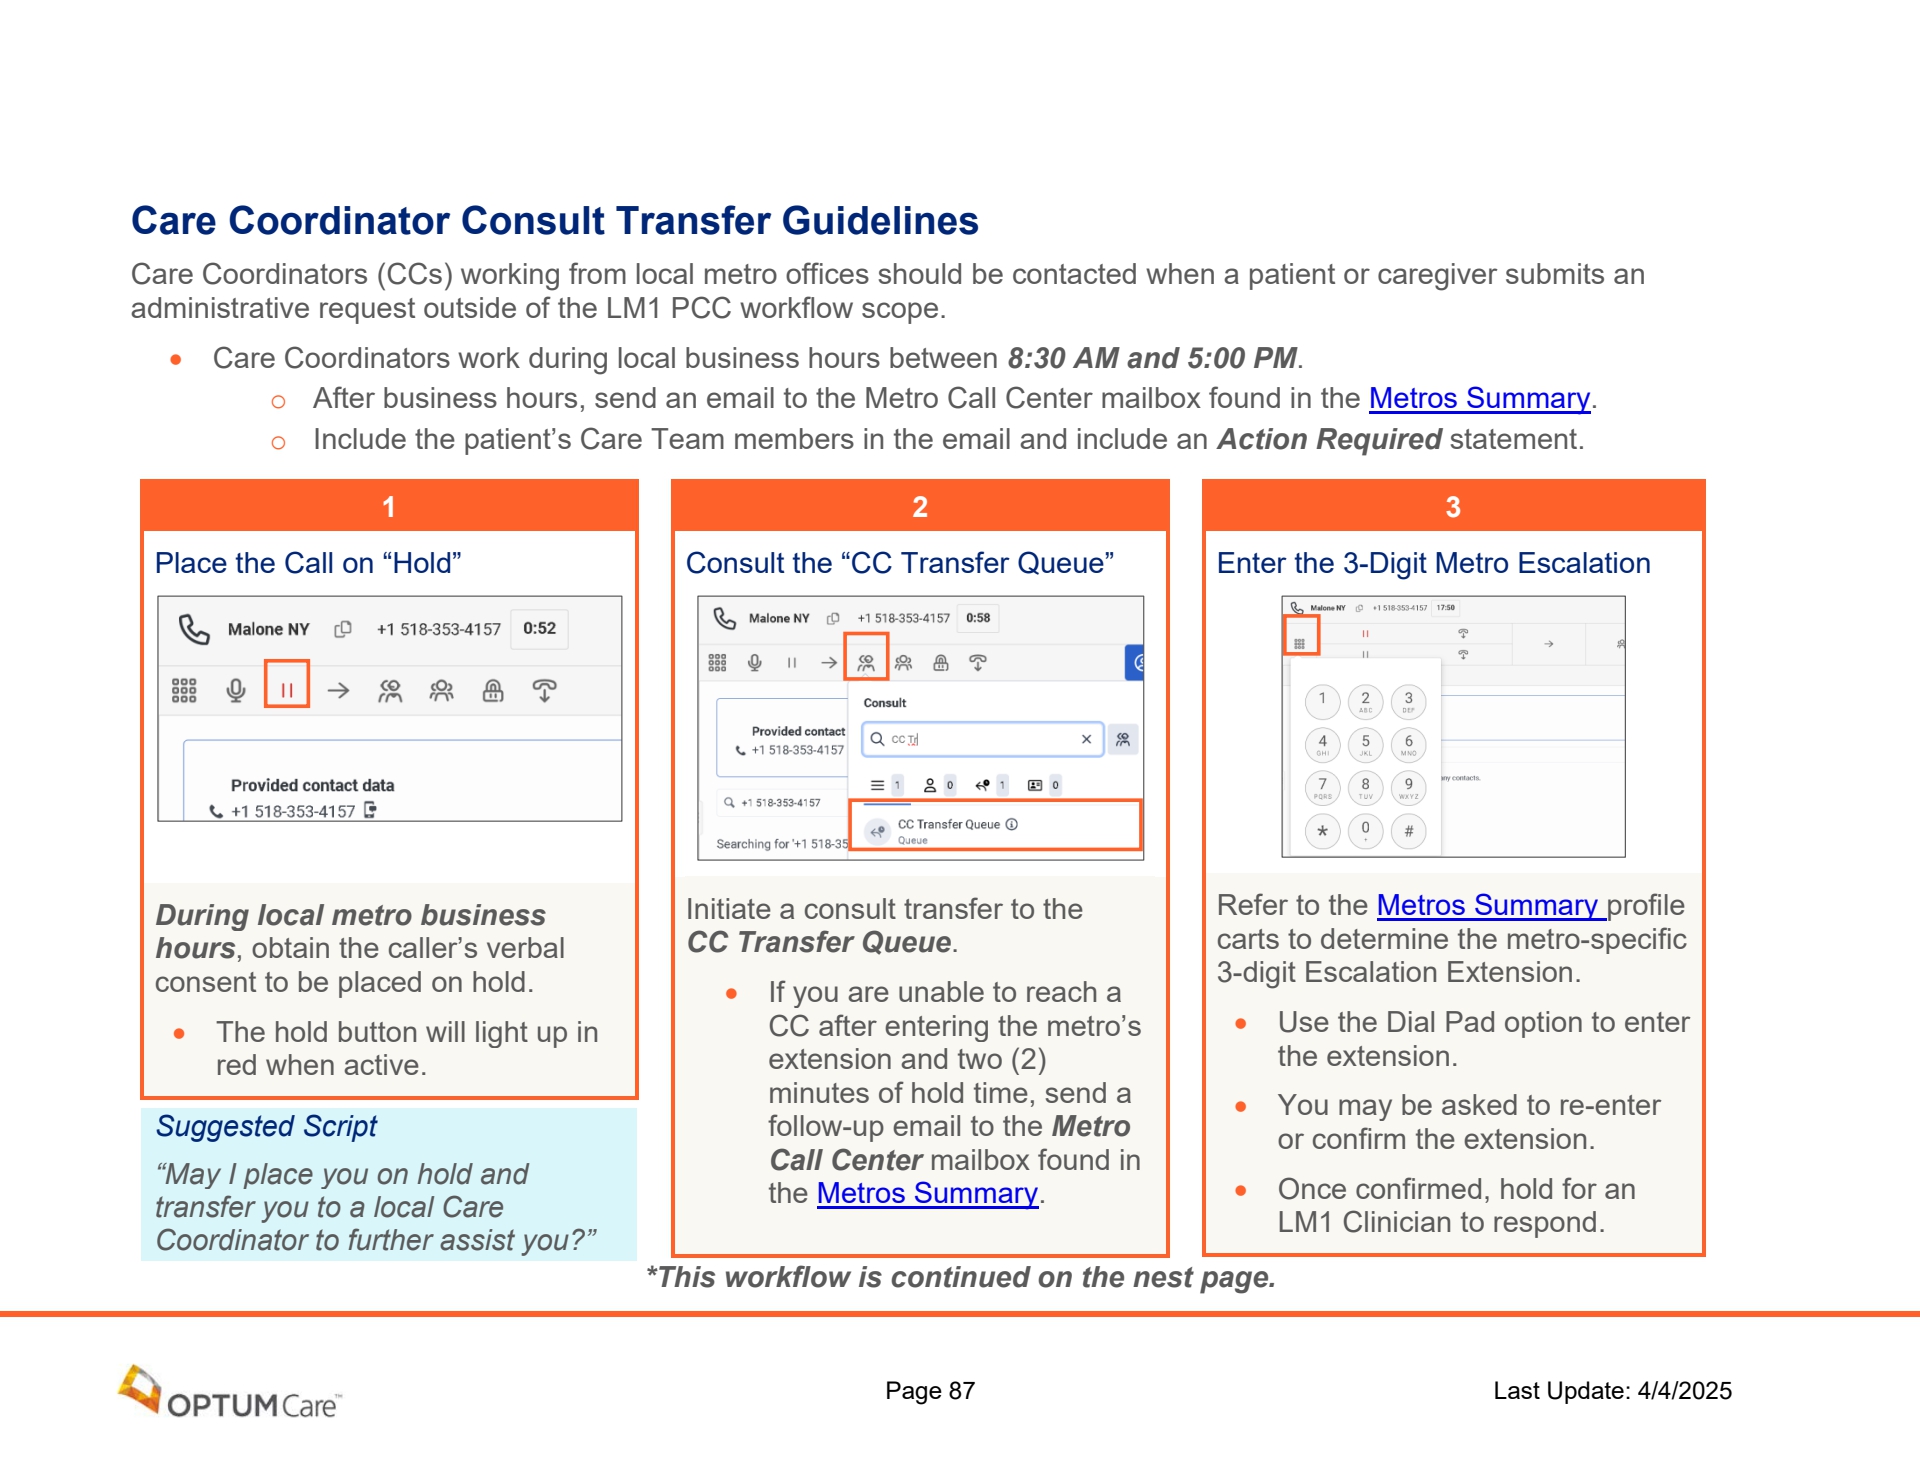 Care Coordinator Consult Transfer Guidelines
Care Coordinators (CCs) working from local metro offices should be contacted when a patient or caregiver submits an
administrative request outside of the LM1 PCC workflow scope.
• Care Coordinators work during local business hours between 8:30 AM and 5:00 PM.
o After business hours, send an email to the Metro Call Center mailbox found in the Metros Summary.
o Include the patient’s Care Team members in the email and include an Action Required statement.
1
Place the Call on “Hold”
Malone NY +1 518-353-4157 0:52
Provided contact data
+1 518-353-4157
During local metro business
hours, obtain the caller’s verbal
consent to be placed on hold.
• The hold button will light up in
red when active.
Suggested Script
“May I place you on hold and
transfer you to a local Care
Coordinator to further assist you?”
2
Consult the “CC Transfer Queue”
Malone NY +1 518-353-4157 0:58
Consult
Provided contact
+1 518-353-4157
CC Tr
1 0 1 0
+1 518-353-4157
CC Transfer Queue
Queue
Searching for '+1 518-35
Initiate a consult transfer to the
CC Transfer Queue.
• If you are unable to reach a
CC after entering the metro’s
extension and two (2)
minutes of hold time, send a
follow-up email to the Metro
Call Center mailbox found in
the Metros Summary.
3
Enter the 3-Digit Metro Escalation
Malone NY +1 518-353-4157 17:50
1 2 3
ABC DEF
4 5 6
GHI JKL MNO
ny contacts.
7 8 9
PQRS TUV WXYZ
* 0 #
+
Refer to the Metros Summary profile
carts to determine the metro-specific
3-digit Escalation Extension.
• Use the Dial Pad option to enter
the extension.
• You may be asked to re-enter
or confirm the extension.
• Once confirmed, hold for an
LM1 Clinician to respond.
*This workflow is continued on the nest page.
OPTUM Care™
Page 87
Last Update: 4/4/2025